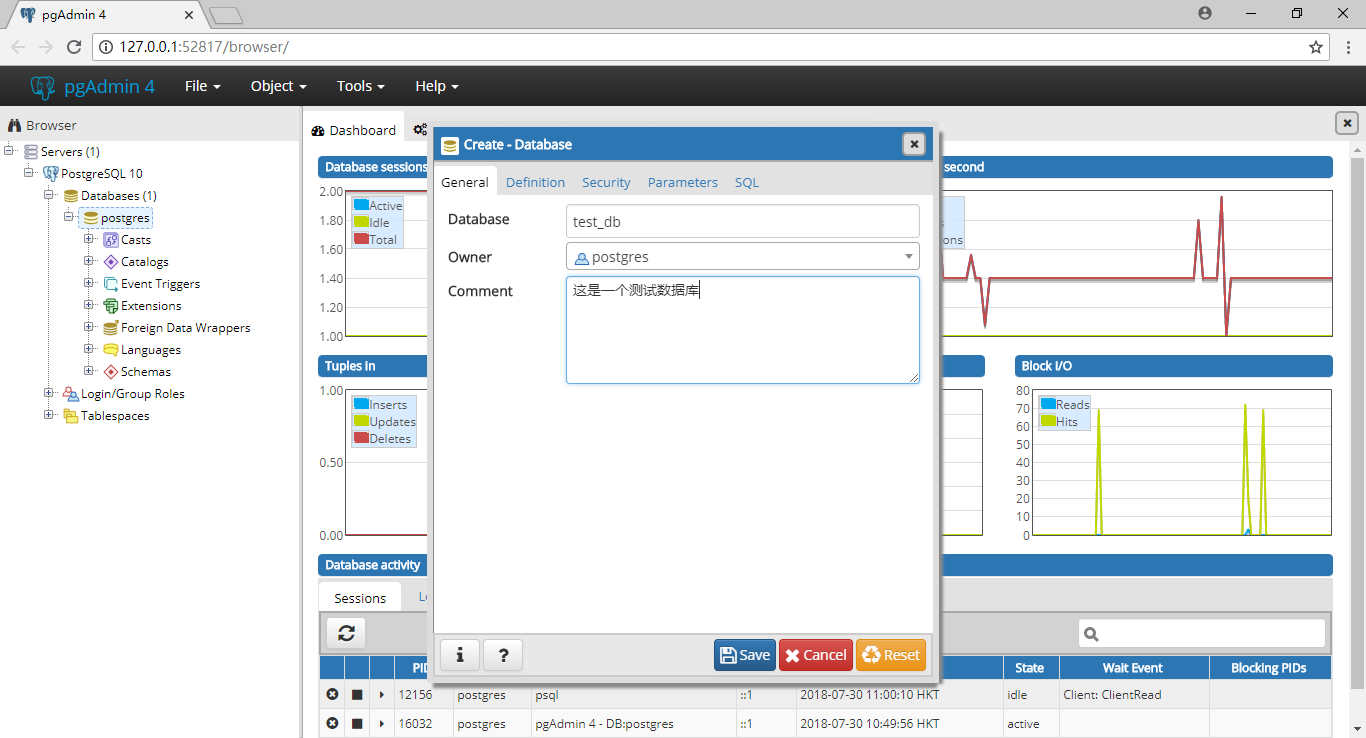 pgAdmin 4
127.0.0.1:52817/browser/
pgAdmin 4 File Object Tools Help
Browser
Servers (1)
PostgreSQL 10
Databases (1)
postgres
Casts
Catalogs
Event Triggers
Extensions
Foreign Data Wrappers
Languages
Schemas
Login/Group Roles
Tablespaces
Dashboard
Database sessions
second
2.00
1.80
1.60
1.40
1.20
1.00
Active
Idle
Total
s
ons
Create - Database
General Definition Security Parameters SQL
Database test_db
Owner postgres
Comment 这是一个测试数据库
i ? Save Cancel Reset
Tuples in
1.00
0.50
0.00
Inserts
Updates
Deletes
Block I/O
80
70
60
50
40
30
20
10
0
Reads
Hits
Database activity
Sessions L
PI State Wait Event Blocking PIDs
12156 postgres psql ::1 2018-07-30 11:00:10 HKT idle Client: ClientRead
16032 postgres pgAdmin 4 - DB:postgres ::1 2018-07-30 10:49:56 HKT active